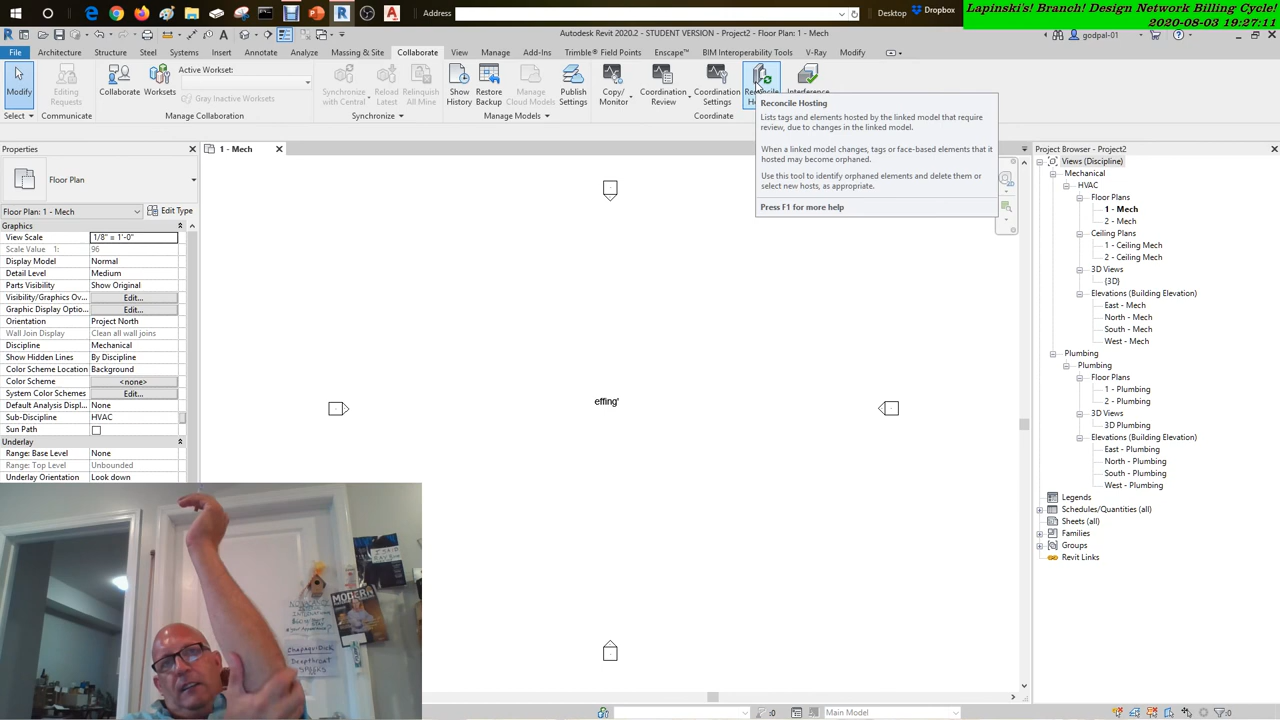 Address
Desktop
Dropbox
Lapinski's! Branch! Design Network Billing Cycle!
2020-08-03 19:27:11
Autodesk Revit 2020.2 - STUDENT VERSION - Project2 - Floor Plan: 1 - Mech
godpal-01
File Architecture Structure Steel Systems Insert Annotate Analyze Massing & Site Collaborate View Manage Add-Ins Trimble® Field Points Enscape™ BIM Interoperability Tools V-Ray Modify
Modify
Select
Editing Requests
Communicate
Collaborate
Worksets
Active Workset:
Gray Inactive Worksets
Manage Collaboration
Synchronize with Central
Reload Latest
Relinquish All Mine
Synchronize
Show History
Restore Backup
Manage Cloud Models
Publish Settings
Manage Models
Copy/ Monitor
Coordination Review
Coordination Settings
Reconcile
Interference
Coordinate
Reconcile Hosting
Lists tags and elements hosted by the linked model that require
review, due to changes in the linked model.
When a linked model changes, tags or face-based elements that it
hosted may become orphaned.
Use this tool to identify orphaned elements and delete them or
select new hosts, as appropriate.
Press F1 for more help
Properties
Floor Plan
Floor Plan: 1 - Mech
Edit Type
Graphics
View Scale 1/8" = 1'-0"
Scale Value 1: 96
Display Model Normal
Detail Level Medium
Parts Visibility Show Original
Visibility/Graphics Ov... Edit...
Graphic Display Optio... Edit...
Orientation Project North
Wall Join Display Clean all wall joins
Discipline Mechanical
Show Hidden Lines By Discipline
Color Scheme Location Background
Color Scheme <none>
System Color Schemes Edit...
Default Analysis Displ... None
Sub-Discipline HVAC
Sun Path
Underlay
Range: Base Level None
Range: Top Level Unbounded
Underlay Orientation Look down
1 - Mech
effing'
Project Browser - Project2
Views (Discipline)
Mechanical
HVAC
Floor Plans
1 - Mech
2 - Mech
Ceiling Plans
1 - Ceiling Mech
2 - Ceiling Mech
3D Views
{3D}
Elevations (Building Elevation)
East - Mech
North - Mech
South - Mech
West - Mech
Plumbing
Plumbing
Floor Plans
1 - Plumbing
2 - Plumbing
3D Views
3D Plumbing
Elevations (Building Elevation)
East - Plumbing
North - Plumbing
South - Plumbing
West - Plumbing
Legends
Schedules/Quantities (all)
Sheets (all)
Families
Groups
Revit Links
MODERN
Chapaquidick
Deepthroat
SPEAKS
:0
Main Model
:0